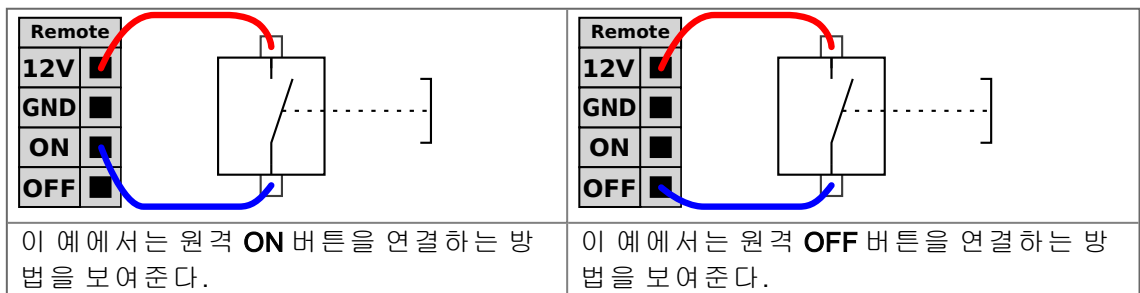 Remote
12V
GND
ON
OFF
이 예에서는 원격 ON 버튼을 연결하는 방
법을 보여준다.
Remote
12V
GND
ON
OFF
이 예에서는 원격 OFF 버튼을 연결하는 방
법을 보여준다.